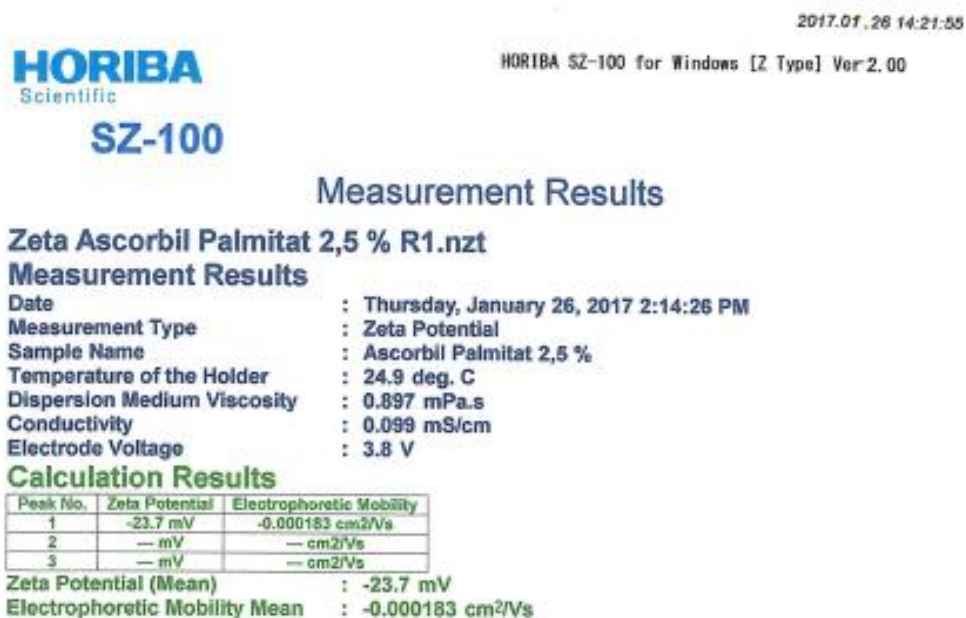 2017.01.26 14:21:55
HORIBA
Scientific
HORIBA SZ-100 for Windows [Z Type] Ver2.00
SZ-100
Measurement Results
Zeta Ascorbil Palmitat 2,5 % R1.nzt
Measurement Results
Date : Thursday, January 26, 2017 2:14:26 PM
Measurement Type : Zeta Potential
Sample Name : Ascorbil Palmitat 2,5 %
Temperature of the Holder : 24.9 deg. C
Dispersion Medium Viscosity : 0.897 mPa.s
Conductivity : 0.099 mS/cm
Electrode Voltage : 3.8 V
Calculation Results
Peak No. Zeta Potential Electrophoretic Mobility
1 -23.7 mV -0.000183 cm2/Vs
2 --- mV --- cm2/Vs
3 --- mV --- cm2/Vs
Zeta Potential (Mean) : -23.7 mV
Electrophoretic Mobility Mean : -0.000183 cm²/Vs